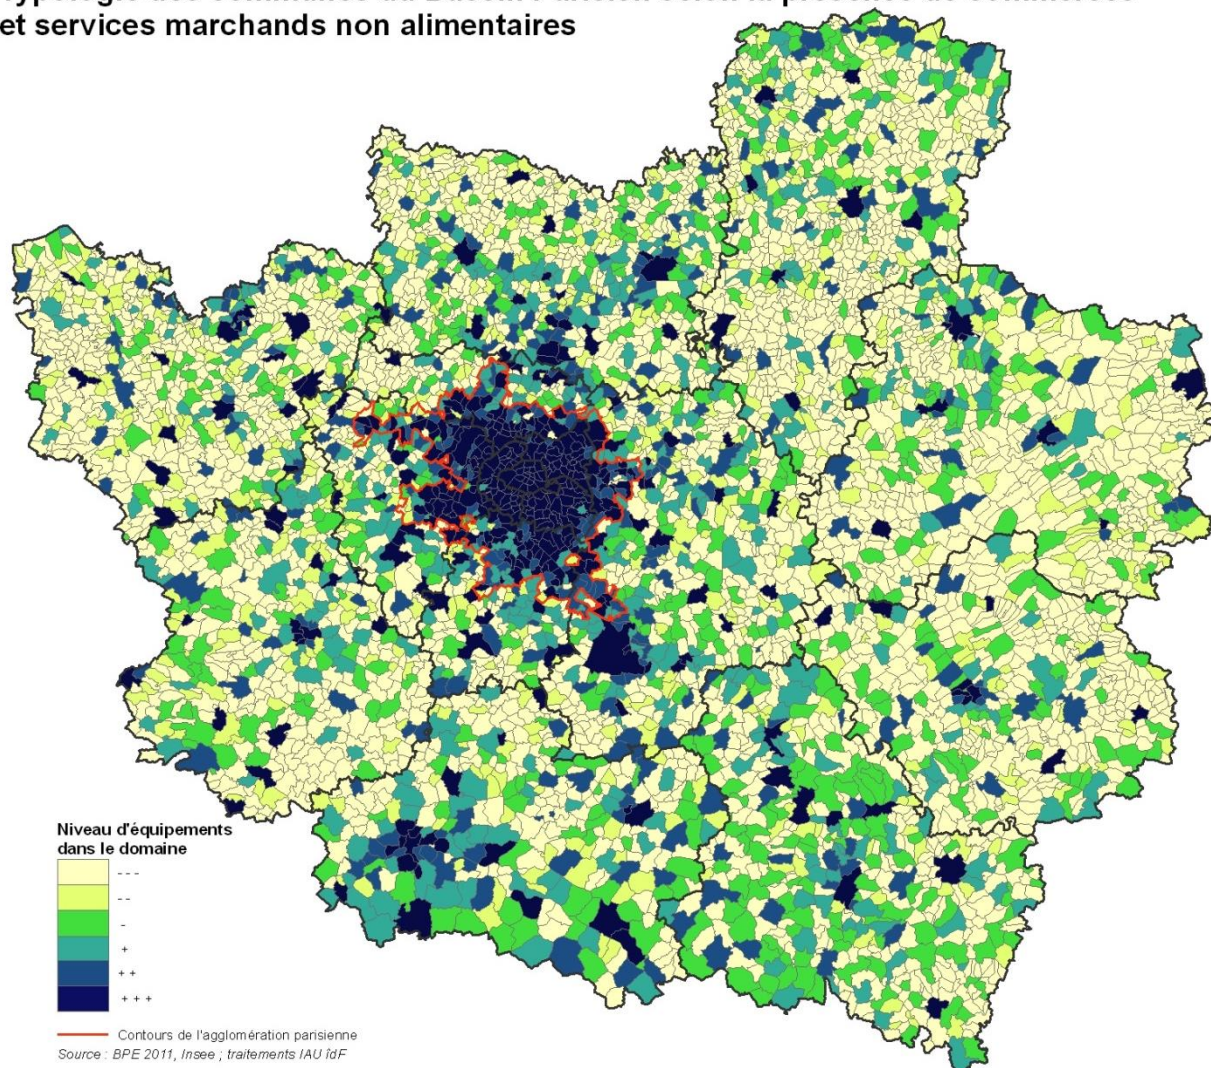 et services marchands non alimentaires
Niveau d'équipements
dans le domaine
- - -
- -
-
+
+ +
+ + +
Contours de l'agglomération parisienne
Source : BPE 2011, Insee ; traitements IAU îdF